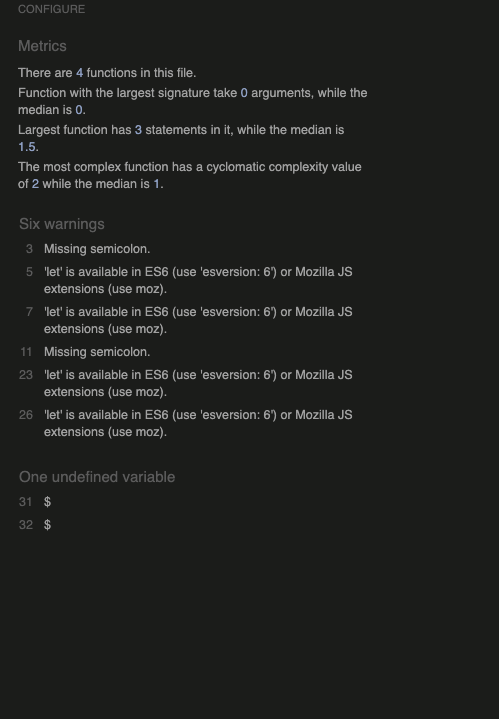 CONFIGURE
Metrics
There are 4 functions in this file.
Function with the largest signature take 0 arguments, while the
median is 0.
Largest function has 3 statements in it, while the median is
1.5.
The most complex function has a cyclomatic complexity value
of 2 while the median is 1.
Six warnings
3 Missing semicolon.
5 'let' is available in ES6 (use 'esversion: 6') or Mozilla JS
extensions (use moz).
7 'let' is available in ES6 (use 'esversion: 6') or Mozilla JS
extensions (use moz).
11 Missing semicolon.
23 'let' is available in ES6 (use 'esversion: 6') or Mozilla JS
extensions (use moz).
26 'let' is available in ES6 (use 'esversion: 6') or Mozilla JS
extensions (use moz).
One undefined variable
31 $
32 $